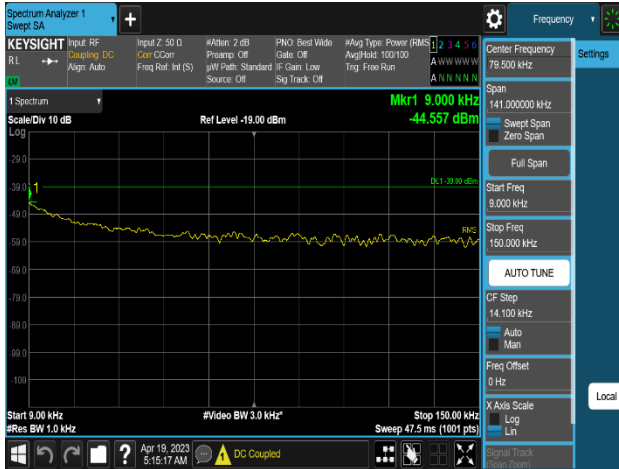 Spectrum Analyzer 1
Swept SA
+
Frequency
KEYSIGHT
R L
Input: RF
Coupling: DC
Align: Auto
Input Z: 50 Ω
Corr CCorr
Freq Ref: Int (S)
#Atten: 2 dB
Preamp: Off
µW Path: Standard
Source: Off
PNO: Best Wide
Gate: Off
IF Gain: Low
Sig Track: Off
#Avg Type: Power (RMS
Avg|Hold: 100/100
Trig: Free Run
1 2 3 4 5 6
A W W W W W
A N N N N N
1 Spectrum
Scale/Div 10 dB
Log
Ref Level -19.00 dBm
Mkr1 9.000 kHz
-44.557 dBm
-29.0
-39.0
-49.0
-59.0
-69.0
-79.0
-89.0
-99.0
-109
1
DL1 -39.00 dBm
RMS
Start 9.00 kHz
#Res BW 1.0 kHz
#Video BW 3.0 kHz*
Stop 150.00 kHz
Sweep 47.5 ms (1001 pts)
?
Apr 19, 2023
5:15:17 AM
DC Coupled
Center Frequency
79.500 kHz
Span
141.000000 kHz
Swept Span
Zero Span
Full Span
Start Freq
9.000 kHz
Stop Freq
150.000 kHz
AUTO TUNE
CF Step
14.100 kHz
Auto
Man
Freq Offset
0 Hz
X Axis Scale
Log
Lin
Signal Track
(Span Zoom)
Settings
Local